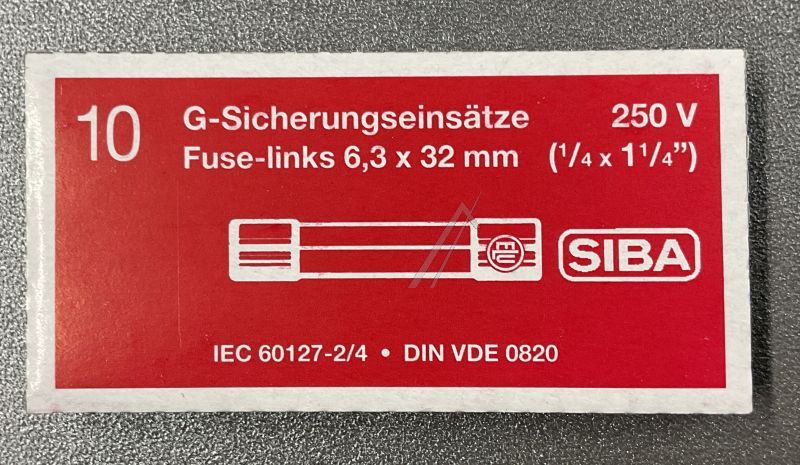 10
G-Sicherungseinsätze 250 V
Fuse-links 6,3 x 32 mm (1/4 x 1 1/4”)
SIBA
IEC 60127-2/4 • DIN VDE 0820